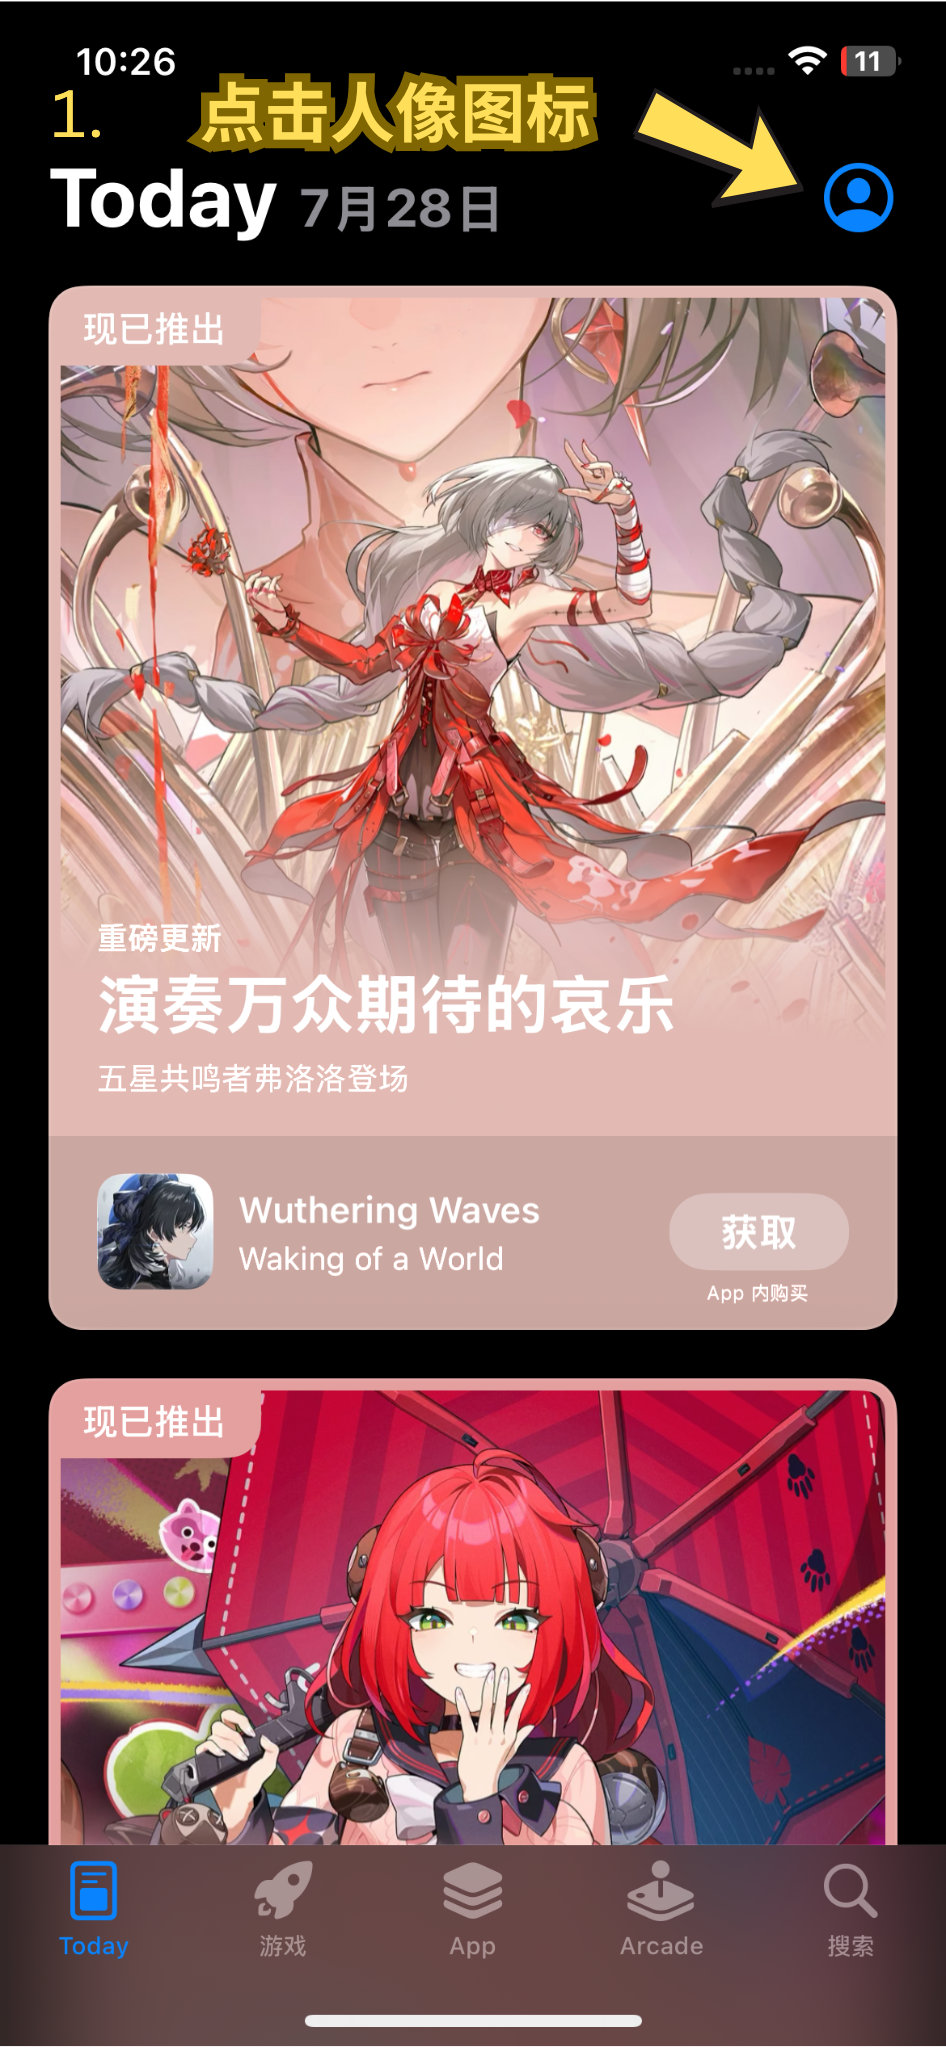 10:26
11
1. 点击人像图标
Today 7月28日
现已推出
重磅更新
演奏万众期待的哀乐
五星共鸣者弗洛洛登场
Wuthering Waves
Waking of a World
获取
App 内购买
现已推出
Today 游戏 App Arcade 搜索